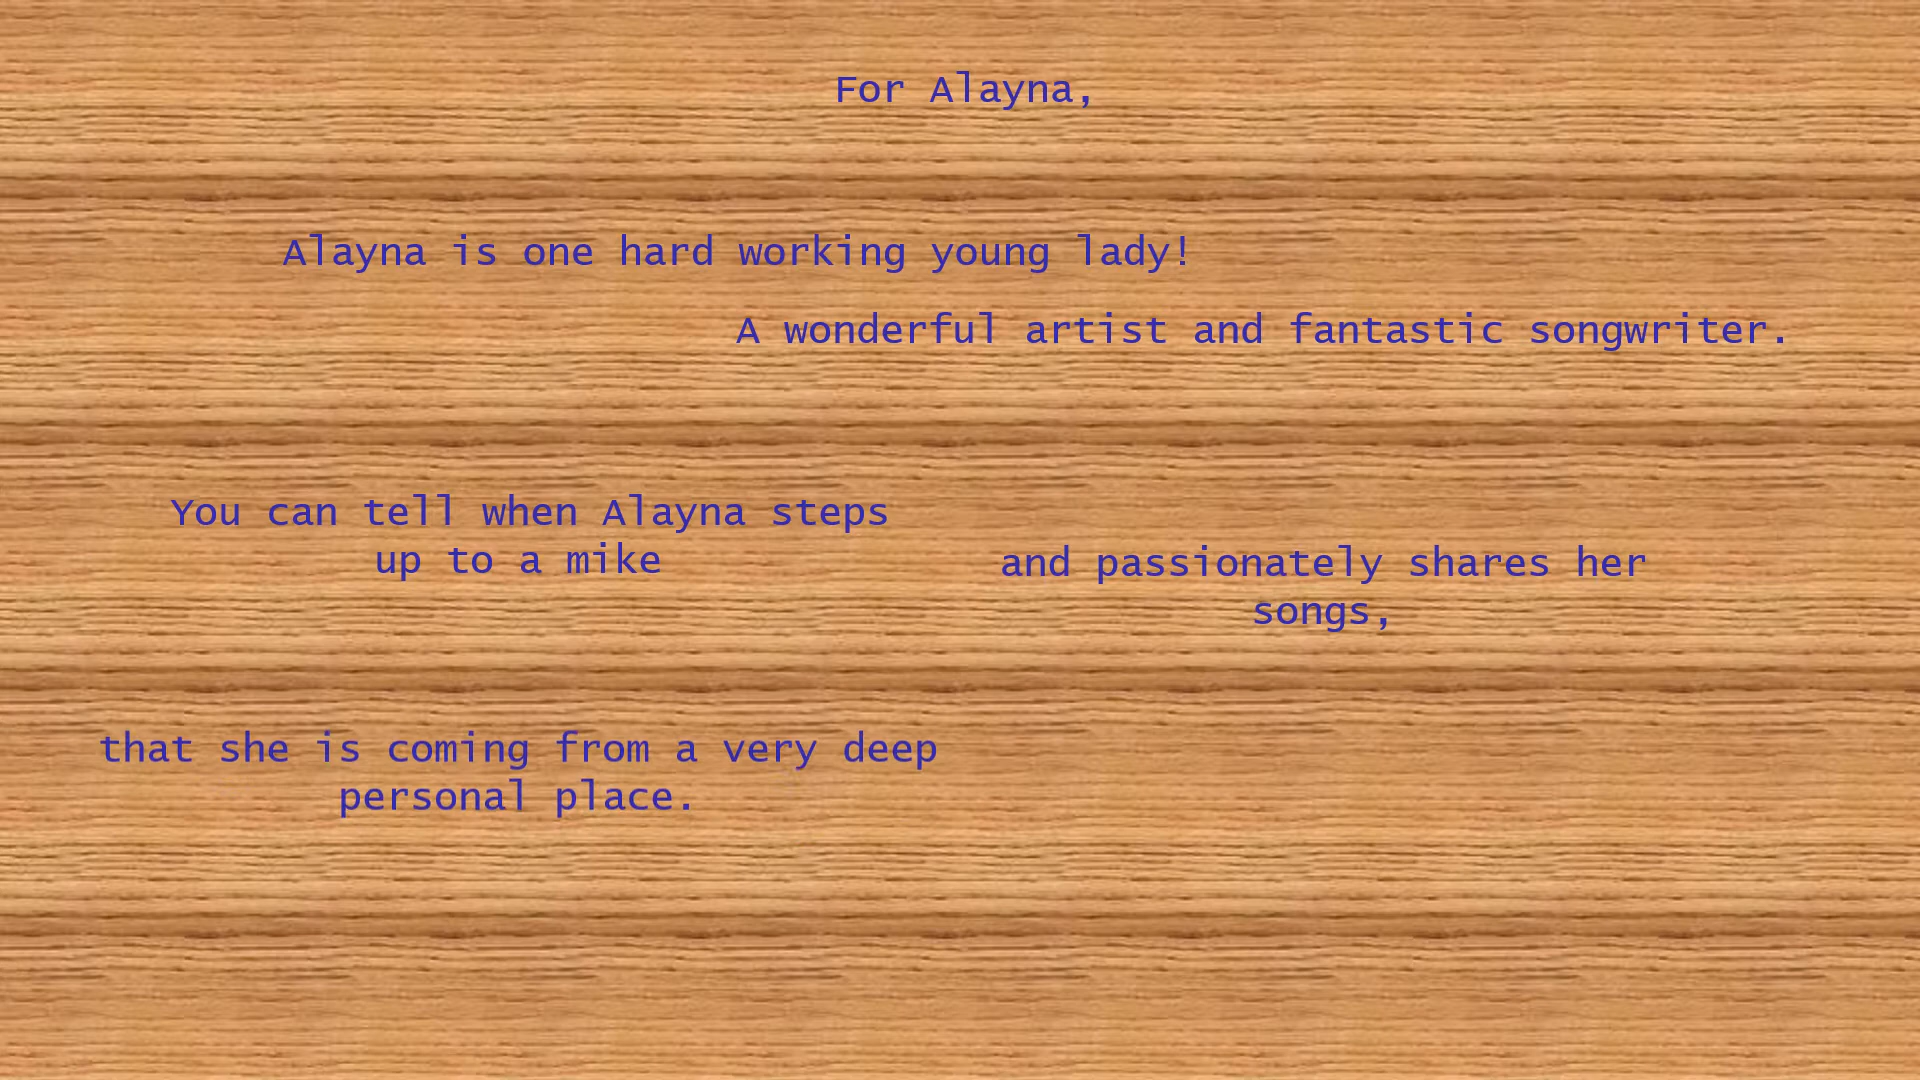 For Alayna,
Alayna is one hard working young lady!
A wonderful artist and fantastic songwriter.
You can tell when Alayna steps
up to a mike
and passionately shares her
songs,
that she is coming from a very deep
personal place.